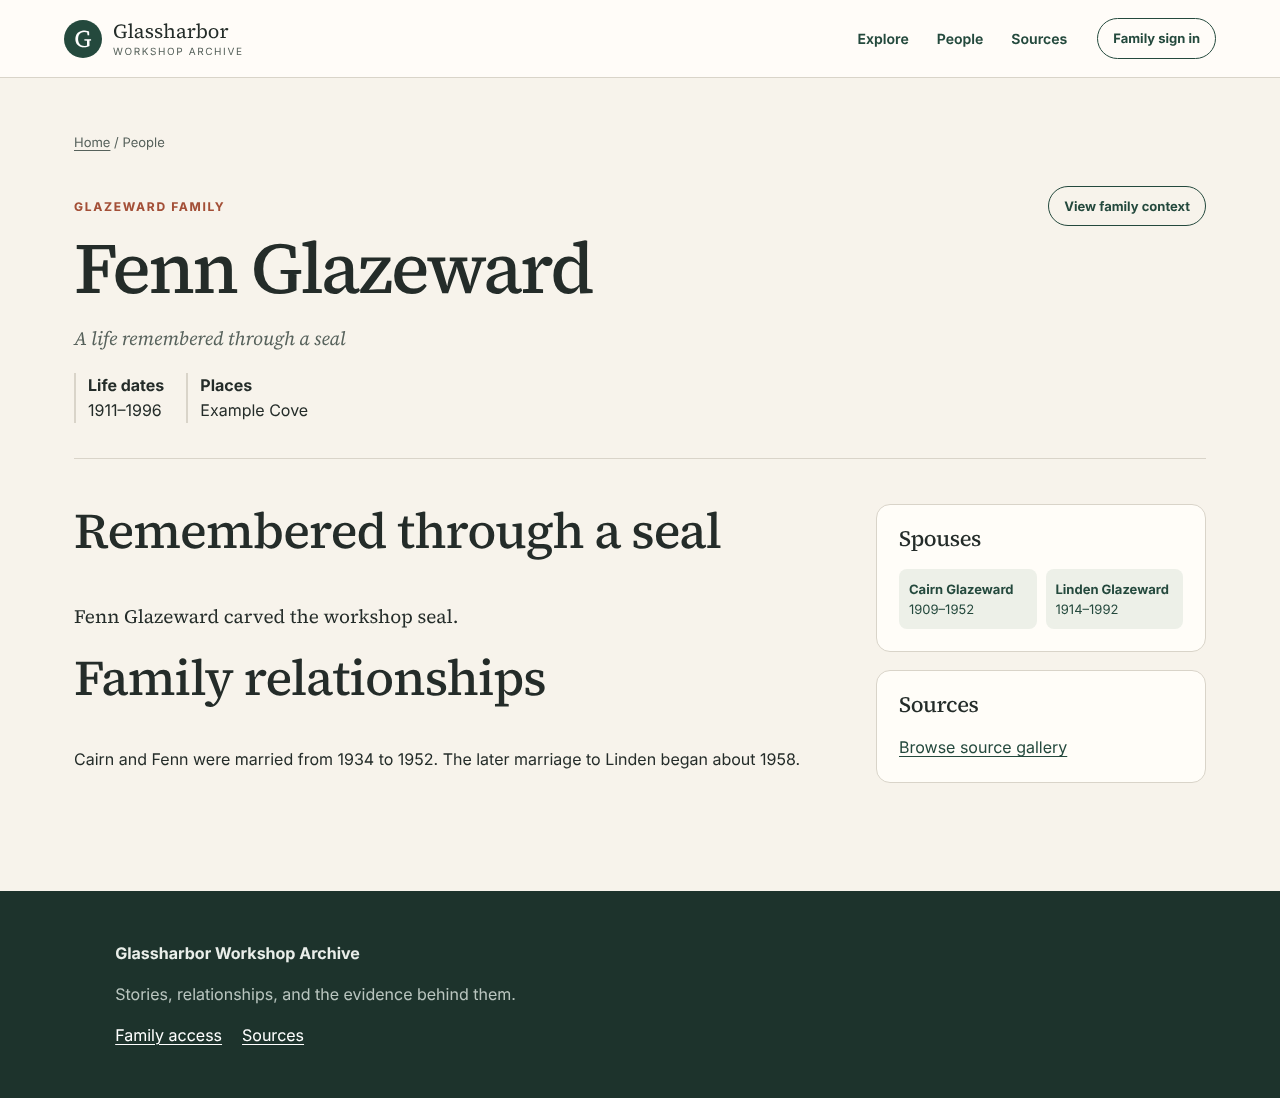 G
Glassharbor
WORKSHOP ARCHIVE
Explore
People
Sources
Family sign in
Home / People
GLAZEWARD FAMILY
View family context
Fenn Glazeward
A life remembered through a seal
Life dates
1911–1996
Places
Example Cove
Remembered through a seal
Fenn Glazeward carved the workshop seal.
Family relationships
Cairn and Fenn were married from 1934 to 1952. The later marriage to Linden began about 1958.
Spouses
Cairn Glazeward
1909–1952
Linden Glazeward
1914–1992
Sources
Browse source gallery
Glassharbor Workshop Archive
Stories, relationships, and the evidence behind them.
Family access
Sources